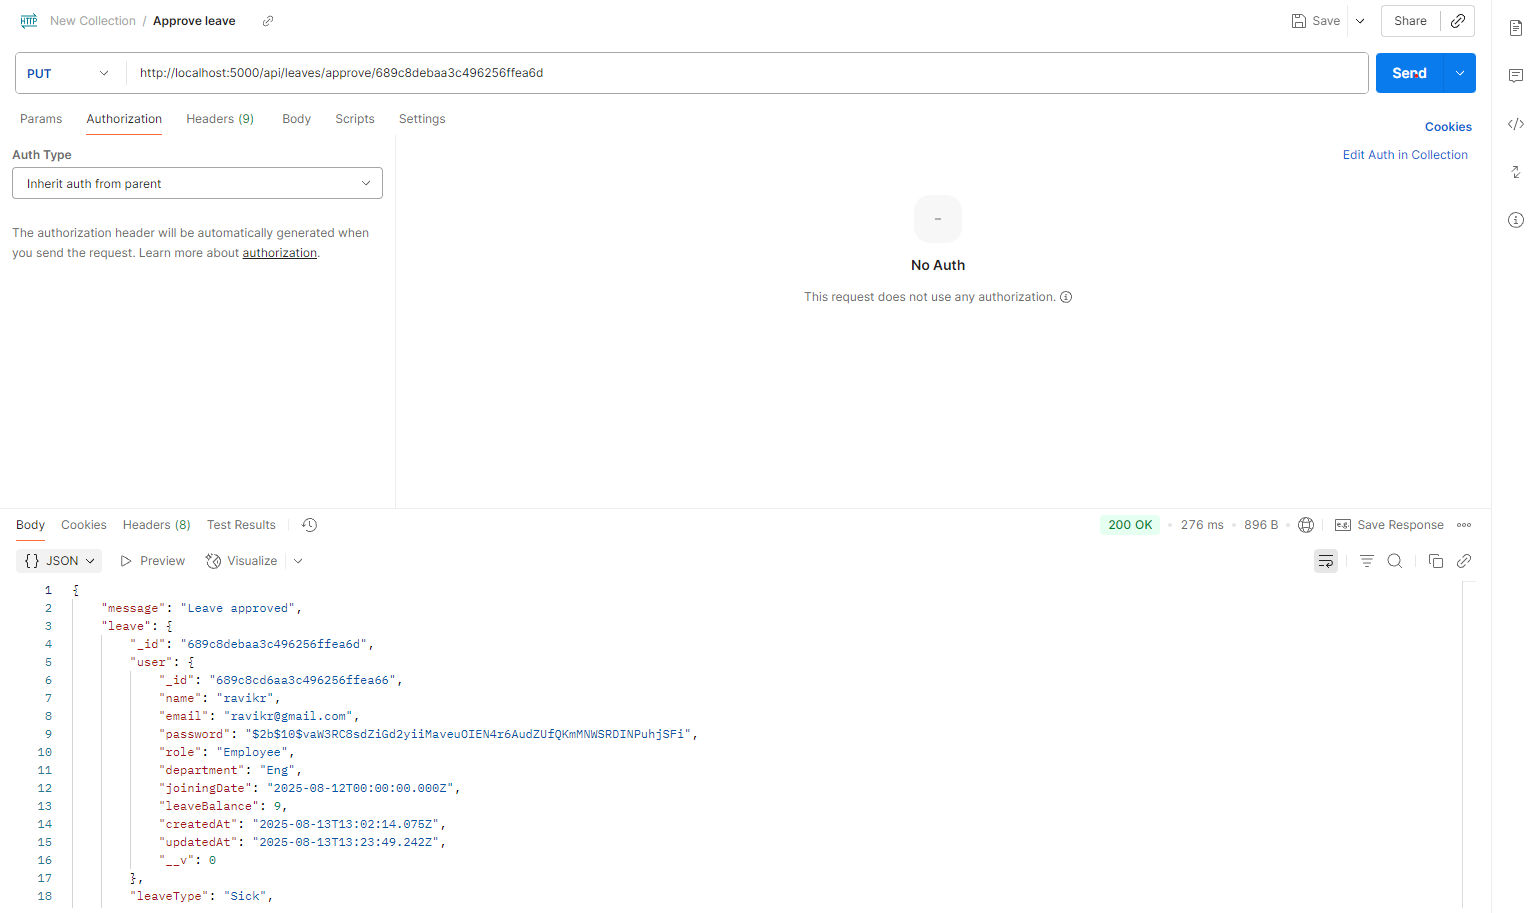 HTTP New Collection / Approve leave Save Share
PUT http://localhost:5000/api/leaves/approve/689c8debaa3c496256ffea6d Send
Params Authorization Headers (9) Body Scripts Settings Cookies
Auth Type Edit Auth in Collection
Inherit auth from parent
The authorization header will be automatically generated when
you send the request. Learn more about authorization.
No Auth
This request does not use any authorization.
Body Cookies Headers (8) Test Results 200 OK • 276 ms • 896 B • e.g. Save Response
{} JSON Preview Visualize
1 {
2 "message": "Leave approved",
3 "leave": {
4 "_id": "689c8debaa3c496256ffea6d",
5 "user": {
6 "_id": "689c8cd6aa3c496256ffea66",
7 "name": "ravikr",
8 "email": "ravikr@gmail.com",
9 "password": "$2b$10$vaW3RC8sdZiGd2yiiMaveuOIEN4r6AudZUfQKmMNWSRDINPuhjSFi",
10 "role": "Employee",
11 "department": "Eng",
12 "joiningDate": "2025-08-12T00:00:00.000Z",
13 "leaveBalance": 9,
14 "createdAt": "2025-08-13T13:02:14.075Z",
15 "updatedAt": "2025-08-13T13:23:49.242Z",
16 "__v": 0
17 },
18 "leaveType": "Sick",